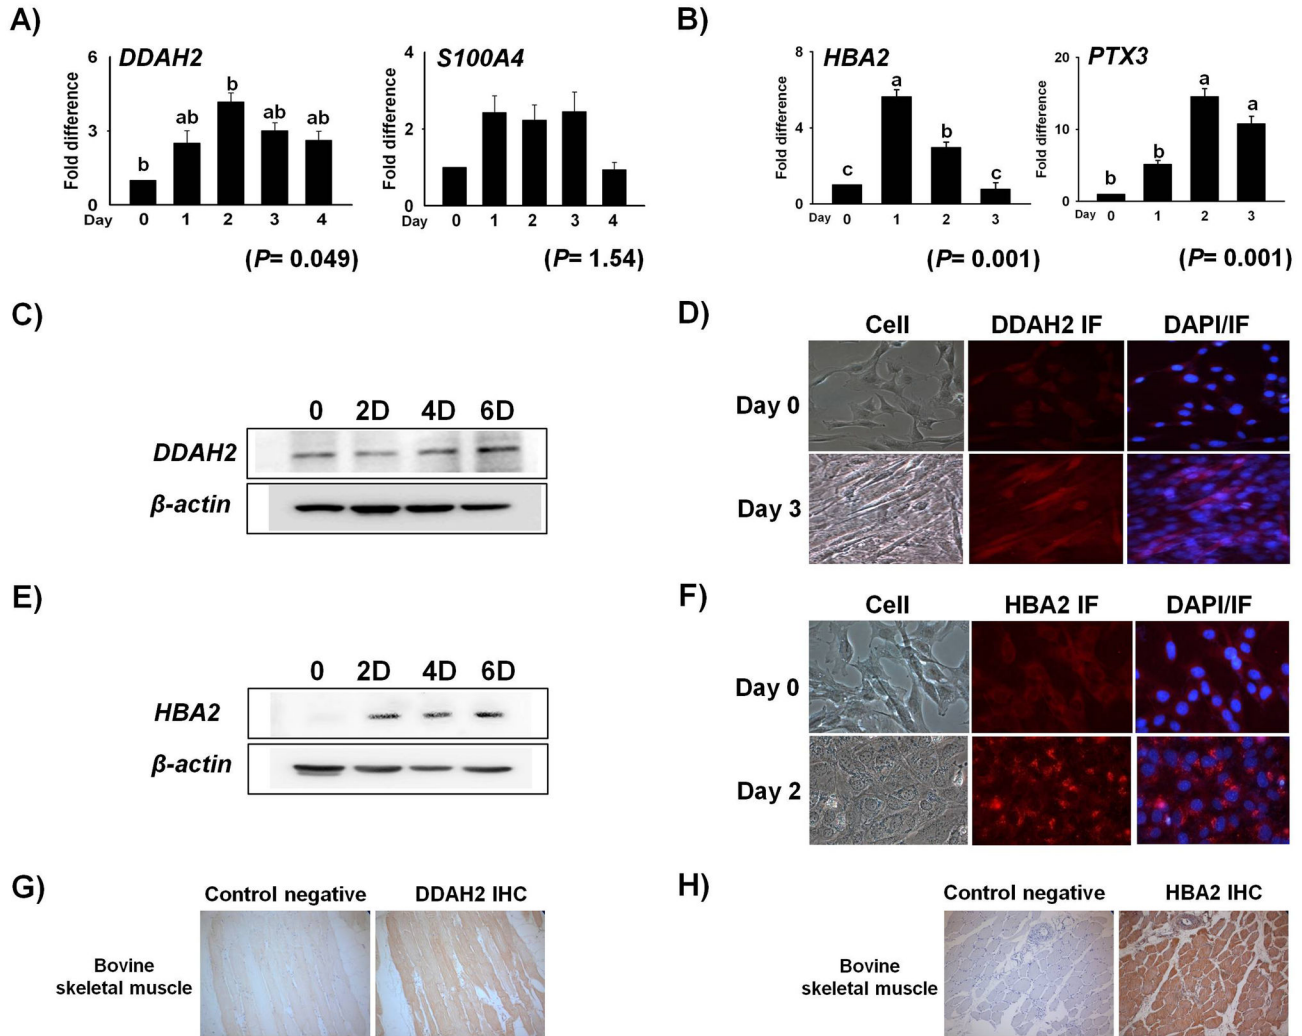 A)
DDAH2
Fold difference
6
3
0
b
ab
b
ab
ab
Day 0 1 2 3 4
(P= 0.049)
S100A4
Fold difference
4
2
0
0 1 2 3 4
(P= 1.54)
B)
HBA2
Fold difference
8
4
0
c
a
b
c
Day 0 1 2 3
(P= 0.001)
PTX3
Fold difference
20
10
0
b
b
a
a
Day 0 1 2 3
(P= 0.001)
C)
0 2D 4D 6D
DDAH2
β-actin
D)
Cell DDAH2 IF DAPI/IF
Day 0
Day 3
E)
0 2D 4D 6D
HBA2
β-actin
F)
Cell HBA2 IF DAPI/IF
Day 0
Day 2
G)
Control negative DDAH2 IHC
Bovine
skeletal muscle
H)
Control negative HBA2 IHC
Bovine
skeletal muscle